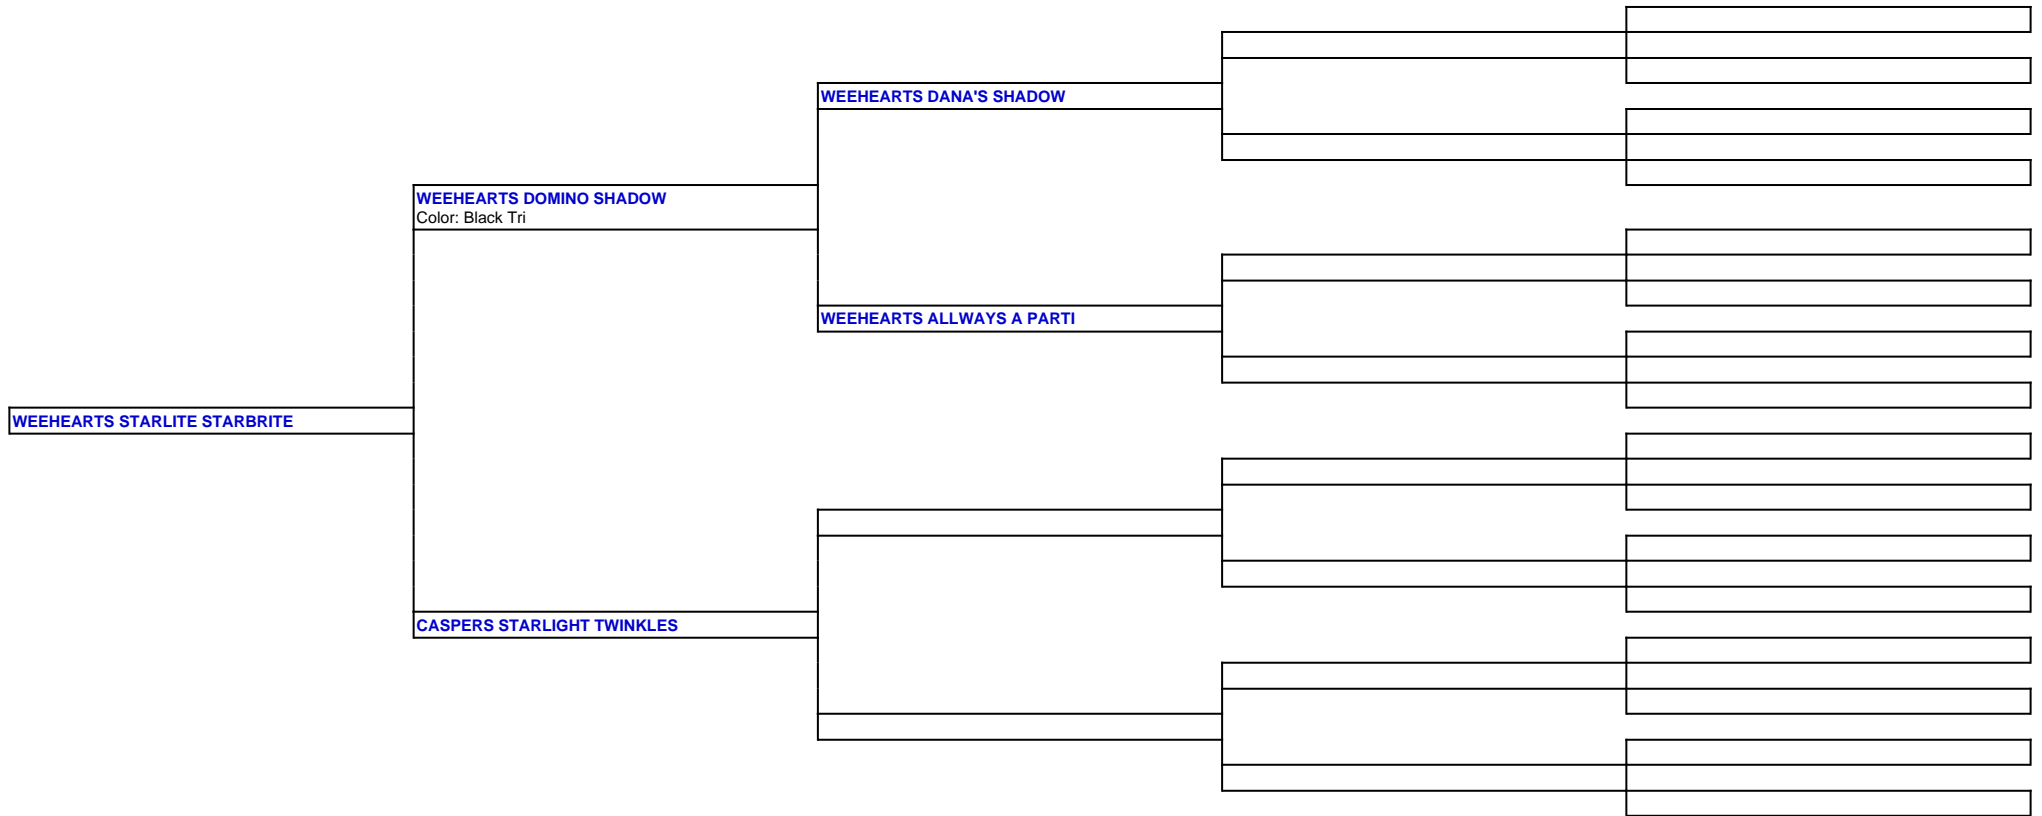 WEEHEARTS DANA'S SHADOW
WEEHEARTS DOMINO SHADOW
Color: Black Tri
WEEHEARTS ALLWAYS A PARTI
WEEHEARTS STARLITE STARBRITE
CASPERS STARLIGHT TWINKLES